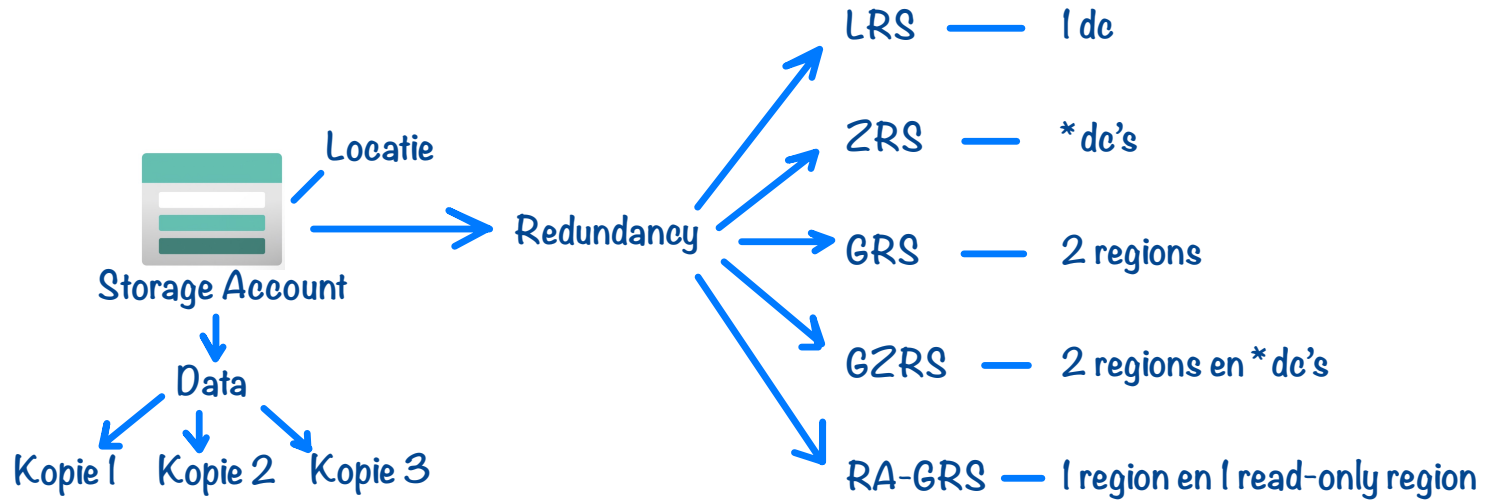 LRS — 1 dc
Locatie
ZRS — * dc's
Storage Account
Redundancy
GRS — 2 regions
Data
GZRS — 2 regions en * dc's
Kopie 1 Kopie 2 Kopie 3
RA-GRS — 1 region en 1 read-only region